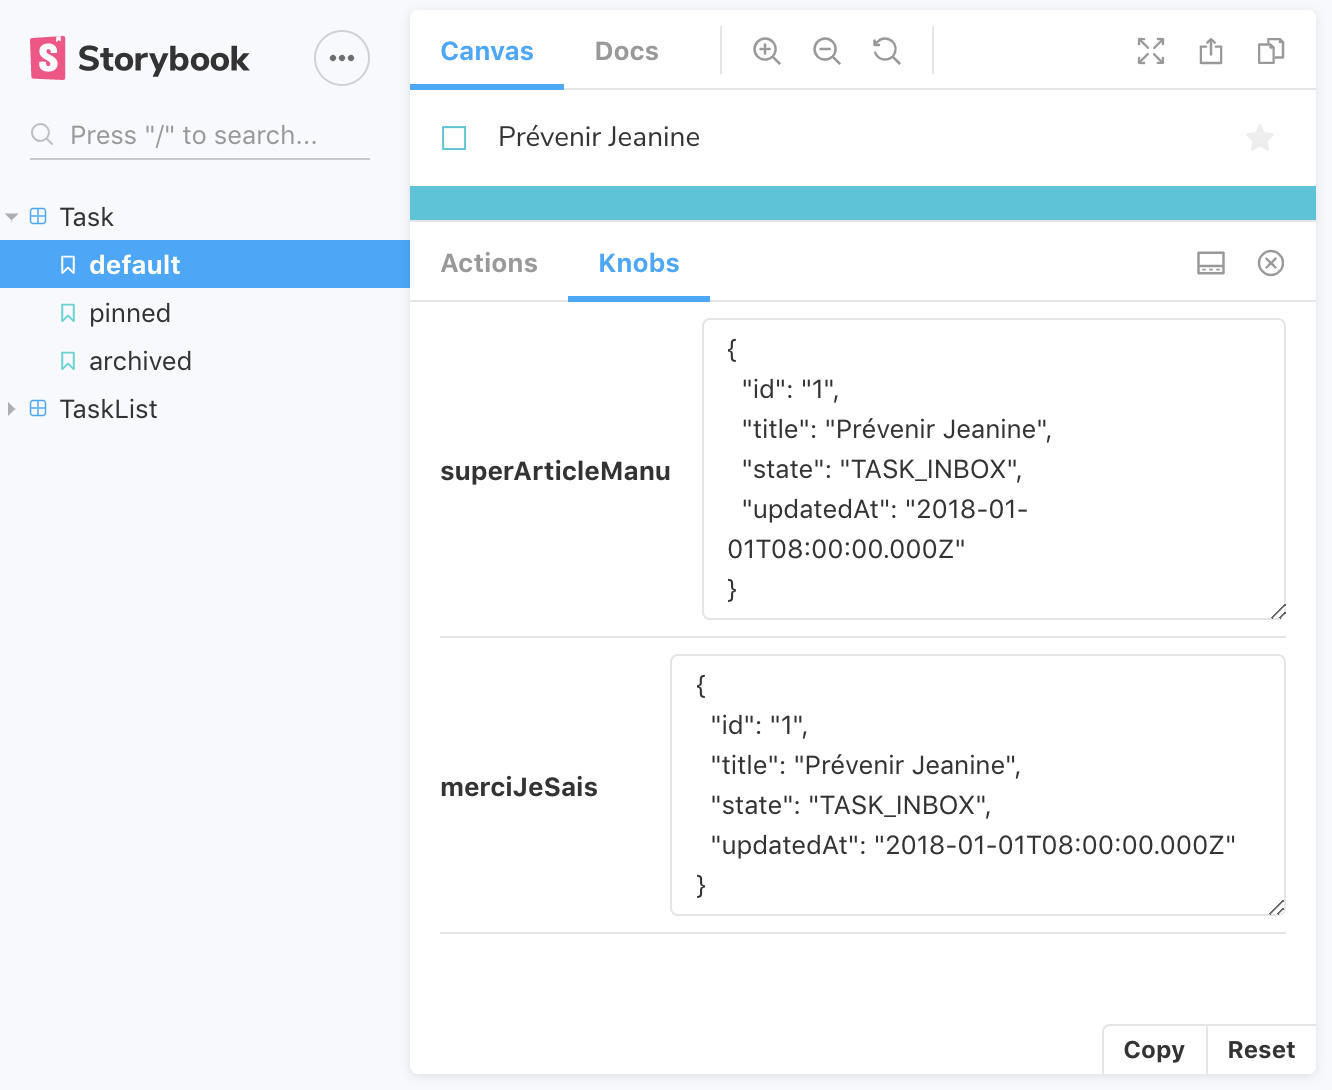 Storybook
Press "/" to search...
Task
default
pinned
archived
TaskList
Canvas
Docs
Prévenir Jeanine
Actions
Knobs
superArticleManu
{
"id": "1",
"title": "Prévenir Jeanine",
"state": "TASK_INBOX",
"updatedAt": "2018-01-
01T08:00:00.000Z"
}
merciJeSais
{
"id": "1",
"title": "Prévenir Jeanine",
"state": "TASK_INBOX",
"updatedAt": "2018-01-01T08:00:00.000Z"
}
Copy
Reset